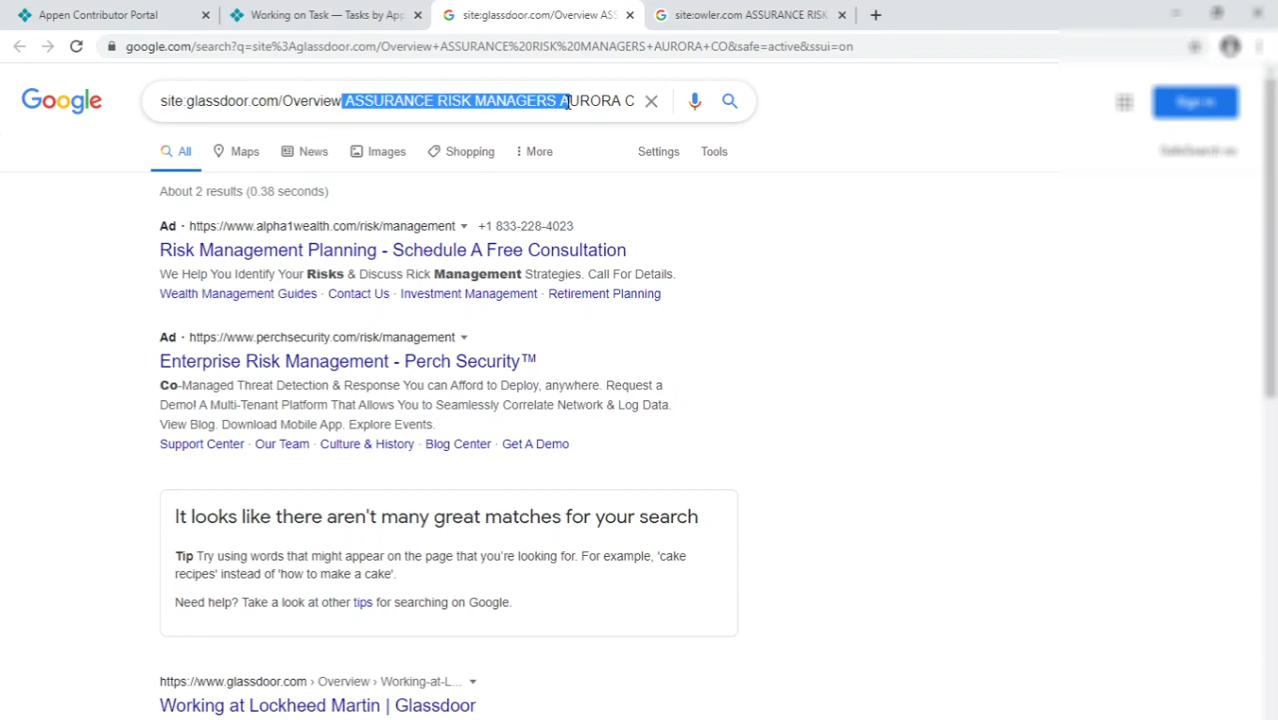 Appen Contributor Portal
Working on Task — Tasks by App
site:glassdoor.com/Overview ASS
site:owler.com ASSURANCE RISK
google.com/search?q=site%3Aglassdoor.com/Overview+ASSURANCE%20RISK%20MANAGERS+AURORA+CO&safe=active&ssui=on
Google
site:glassdoor.com/Overview ASSURANCE RISK MANAGERS AURORA C
Sign in
All
Maps
News
Images
Shopping
More
Settings
Tools
SafeSearch on
About 2 results (0.38 seconds)
Ad · https://www.alpha1wealth.com/risk/management +1 833-228-4023
Risk Management Planning - Schedule A Free Consultation
We Help You Identify Your Risks & Discuss Rick Management Strategies. Call For Details.
Wealth Management Guides · Contact Us · Investment Management · Retirement Planning
Ad · https://www.perchsecurity.com/risk/management
Enterprise Risk Management - Perch Security™
Co-Managed Threat Detection & Response You can Afford to Deploy, anywhere. Request a
Demo! A Multi-Tenant Platform That Allows You to Seamlessly Correlate Network & Log Data.
View Blog. Download Mobile App. Explore Events.
Support Center · Our Team · Culture & History · Blog Center · Get A Demo
It looks like there aren't many great matches for your search
Tip Try using words that might appear on the page that you're looking for. For example, 'cake
recipes' instead of 'how to make a cake'.
Need help? Take a look at other tips for searching on Google.
https://www.glassdoor.com › Overview › Working-at-L...
Working at Lockheed Martin | Glassdoor